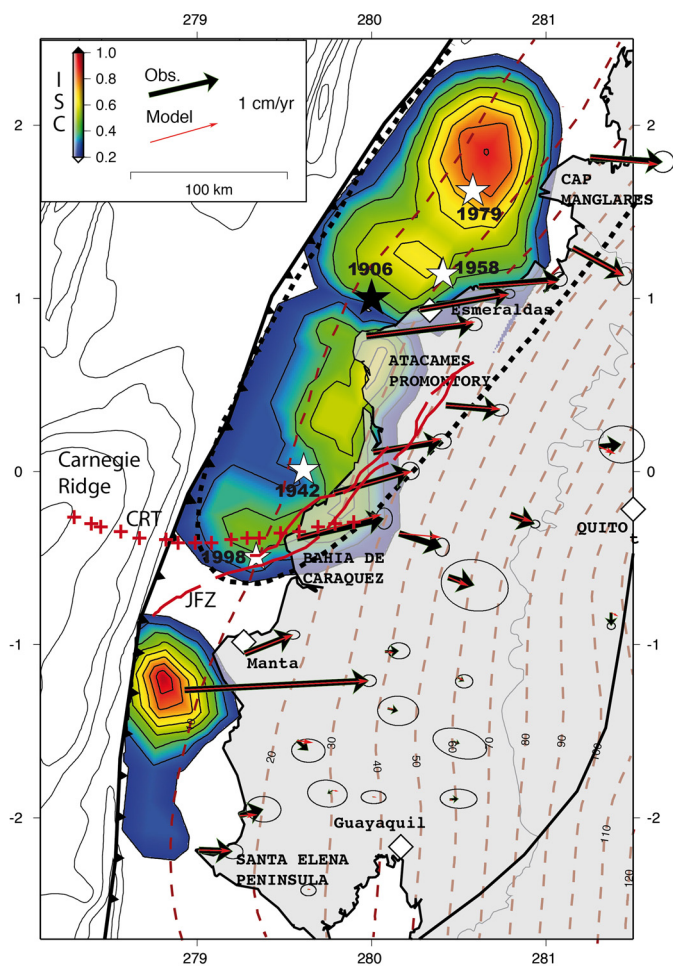 279
280
281
I
S
C
1.0
0.8
0.6
0.4
0.2
Obs.
Model
1 cm/yr
100 km
2
1
0
-1
-2
CAP
MANGLARES
1979
1958
1906
Esmeraldas
ATACAMES
PROMONTORY
Carnegie
Ridge
CRT
1942
1998
BAHIA DE
CARAQUEZ
QUITO
JFZ
Manta
2
1
0
-1
-2
10
20
30
40
50
60
70
80
90
100
110
120
Guayaquil
SANTA ELENA
PENINSULA
279
280
281